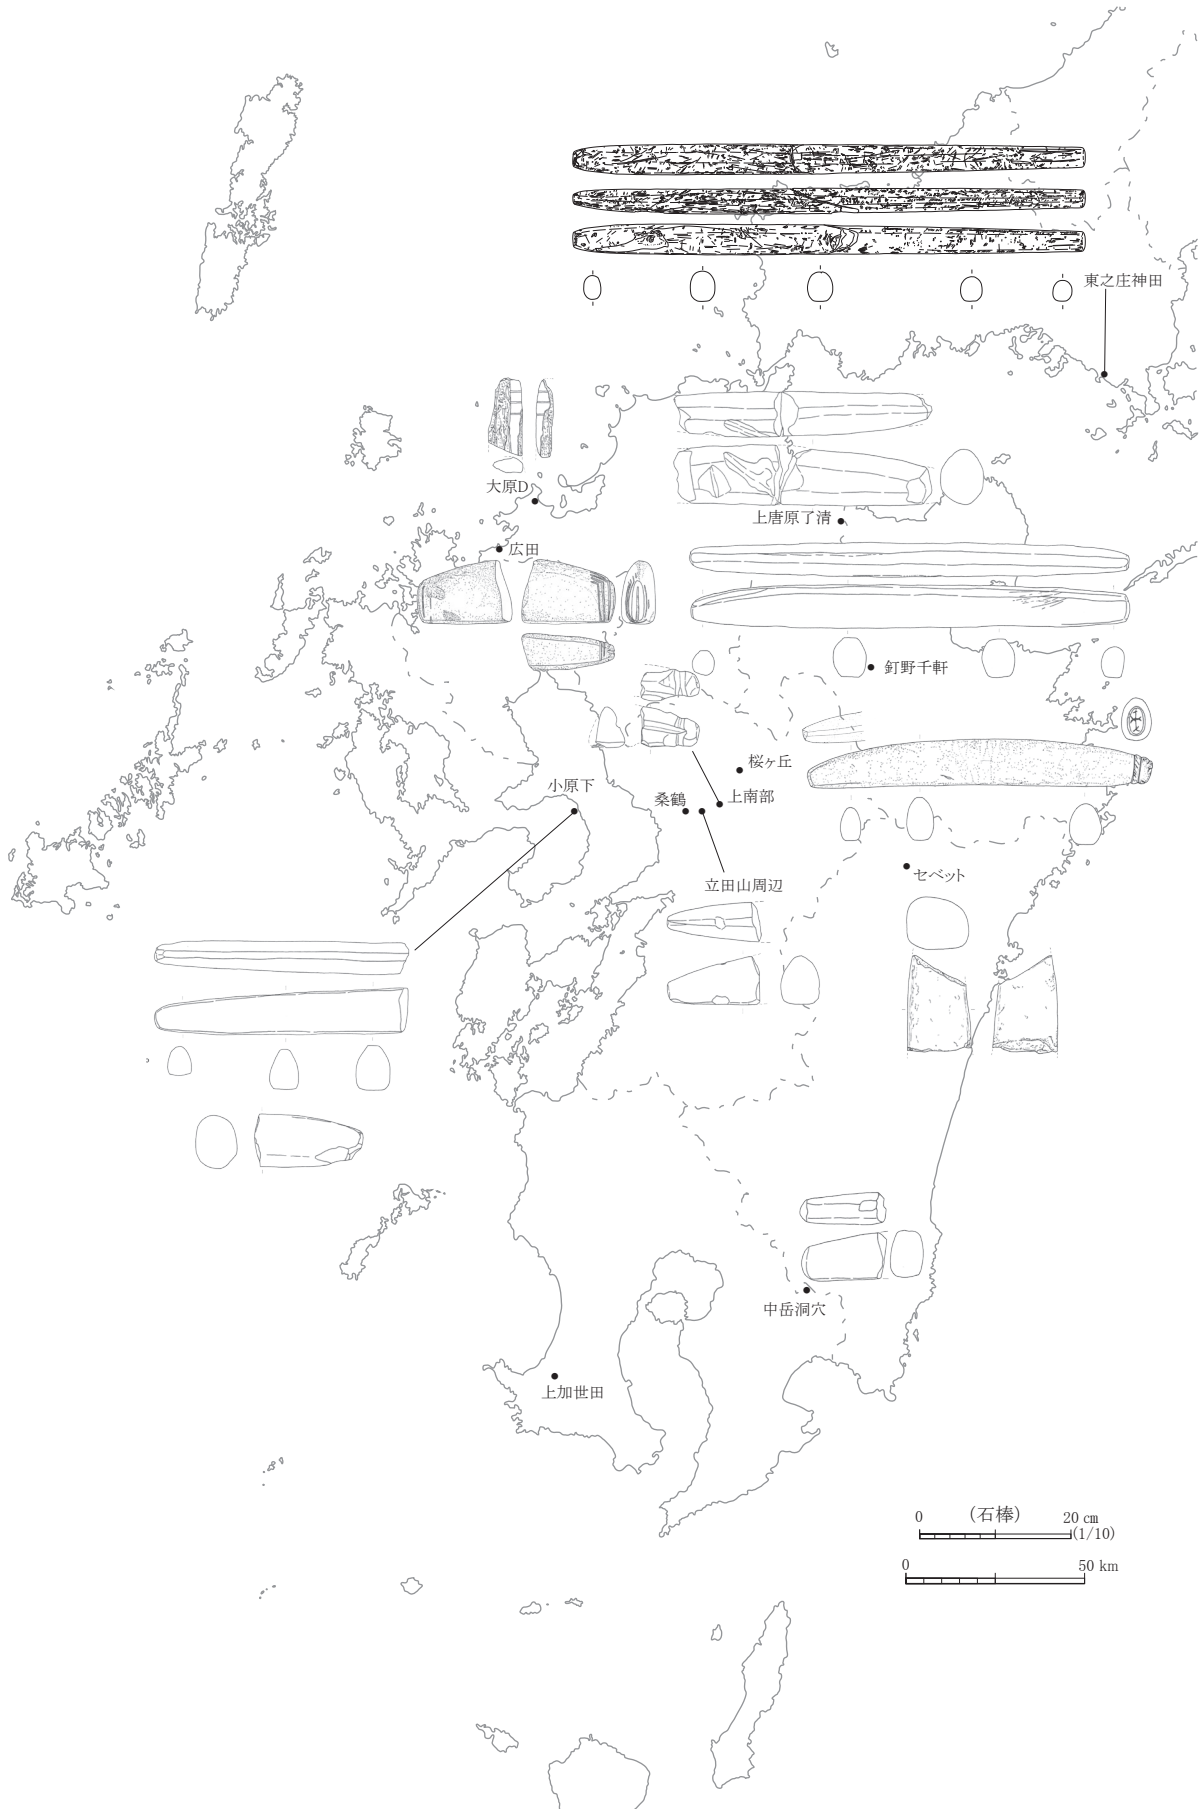 東之庄神田
大原D
上唐原了清
広田
釘野千軒
桜ヶ丘
小原下
桑鶴
上南部
立田山周辺
セベット
中岳洞穴
上加世田
0 (石棒) 20 cm
(1/10)
0 50 km